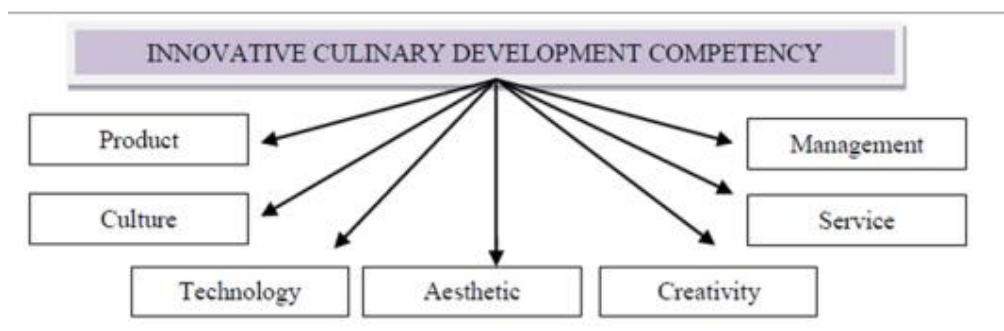 INNOVATIVE CULINARY DEVELOPMENT COMPETENCY
Product
Management
Culture
Service
Technology
Aesthetic
Creativity